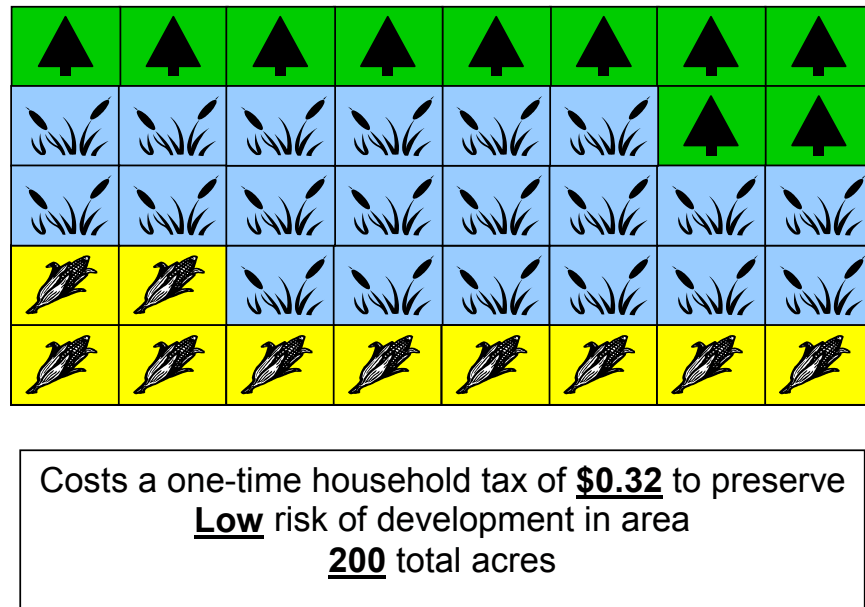 Costs a one-time household tax of $0.32 to preserve
Low risk of development in area
200 total acres